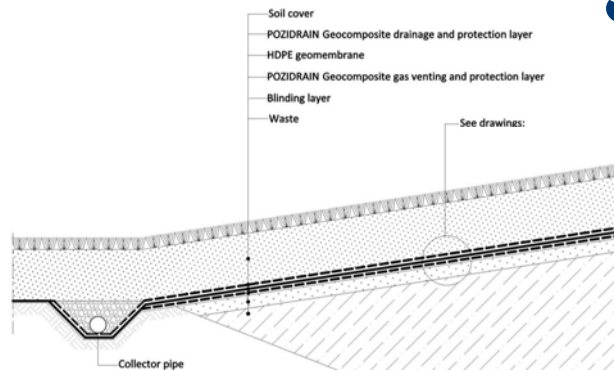 Soil cover
POZIDRAIN Geocomposite drainage and protection layer
HDPE geomembrane
POZIDRAIN Geocomposite gas venting and protection layer
Blinding layer
Waste
See drawings:
Collector pipe